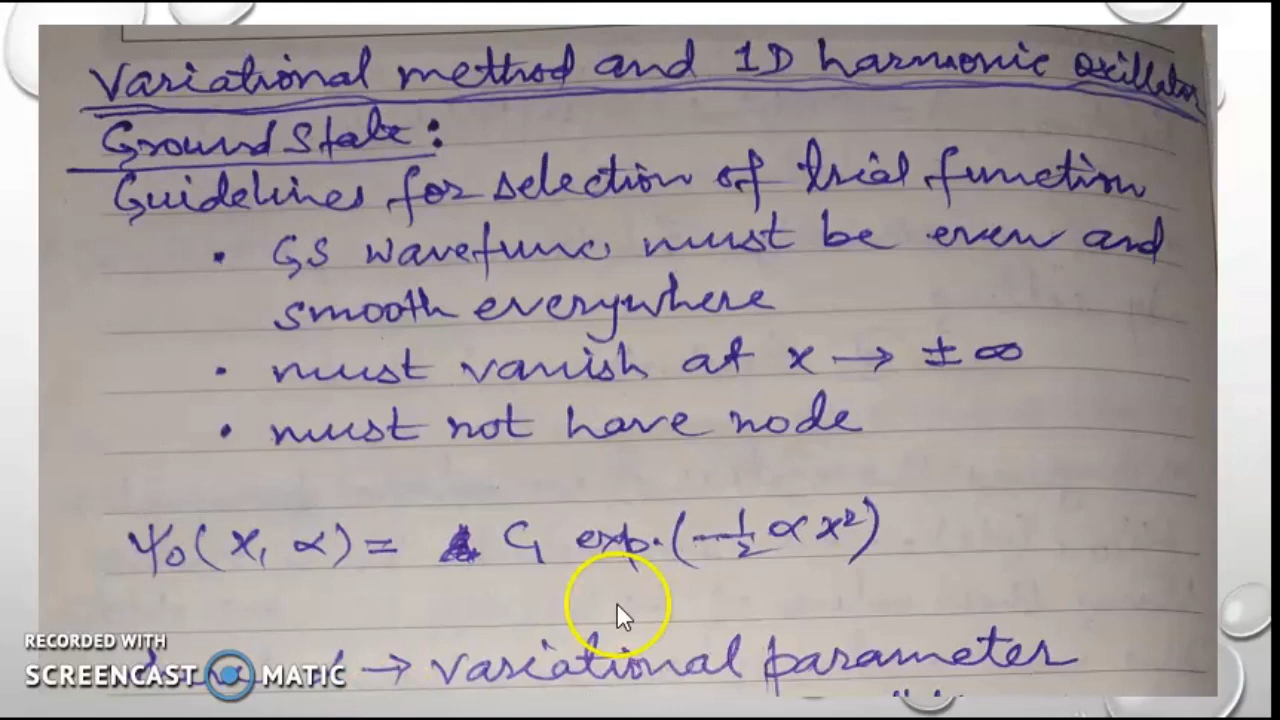 Variational method and 1D harmonic oscillator
Ground State:
Guidelines for selection of trial function
• GS wavefunc. must be even and
smooth everywhere
• must vanish at x → ± ∞
• must not have node
ψ₀(x, α) = C₁ exp.(-½ αx²)
→ variational parameter
RECORDED WITH
SCREENCAST MATIC